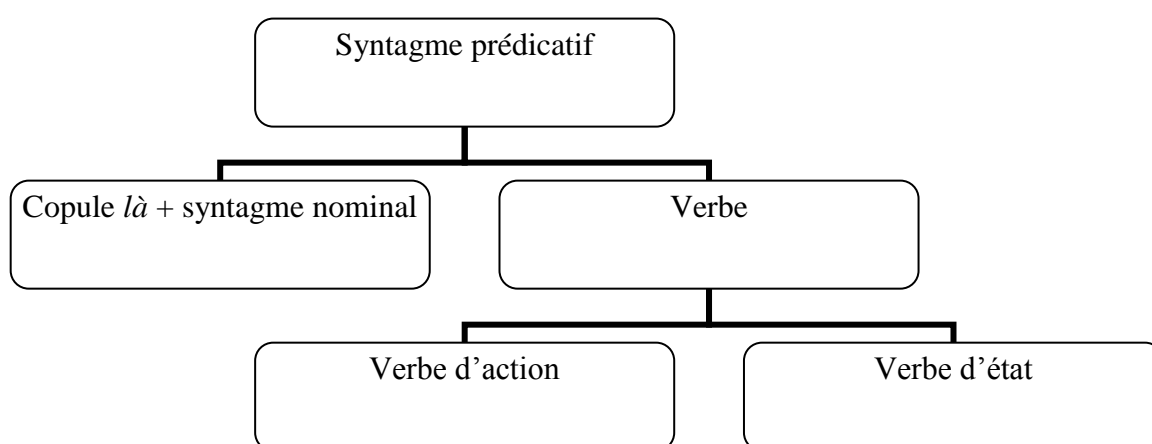 Syntagme prédicatif
Copule là + syntagme nominal
Verbe
Verbe d’action
Verbe d’état